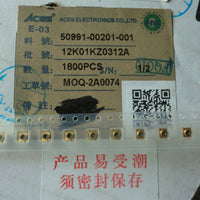 ACES
ACES ELECTRONICS CO.,LTD.
E-03
料號: 50991-00201-001
批號: 12K01KZ0312A
數量: 1800PCS S/N:
1/2
工單號: MOQ-2A0074
产品易受潮
须密封保存